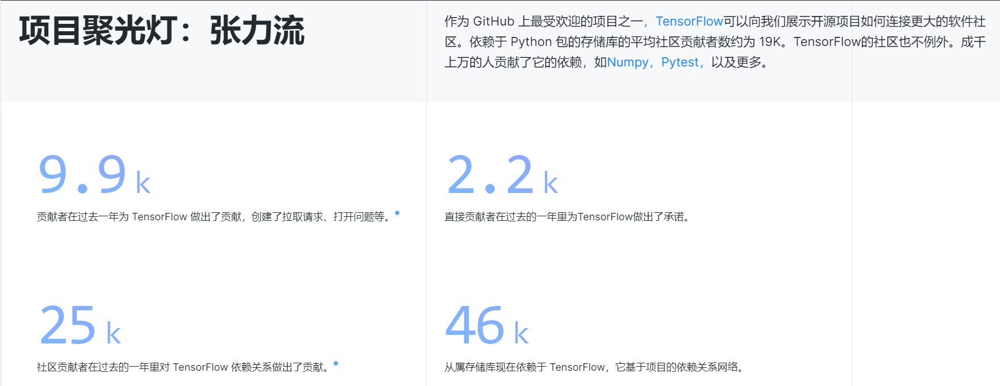 项目聚光灯：张力流
作为 GitHub 上最受欢迎的项目之一，TensorFlow可以向我们展示开源项目如何连接更大的软件社
区。依赖于 Python 包的存储库的平均社区贡献者数约为 19K。TensorFlow的社区也不例外。成千
上万的人贡献了它的依赖，如Numpy，Pytest，以及更多。
9.9 k
贡献者在过去一年为 TensorFlow 做出了贡献，创建了拉取请求、打开问题等。*
2.2 k
直接贡献者在过去的一年里为TensorFlow做出了承诺。
25 k
社区贡献者在过去的一年里对 TensorFlow 依赖关系做出了贡献。*
46 k
从属存储库现在依赖于 TensorFlow，它基于项目的依赖关系网络。